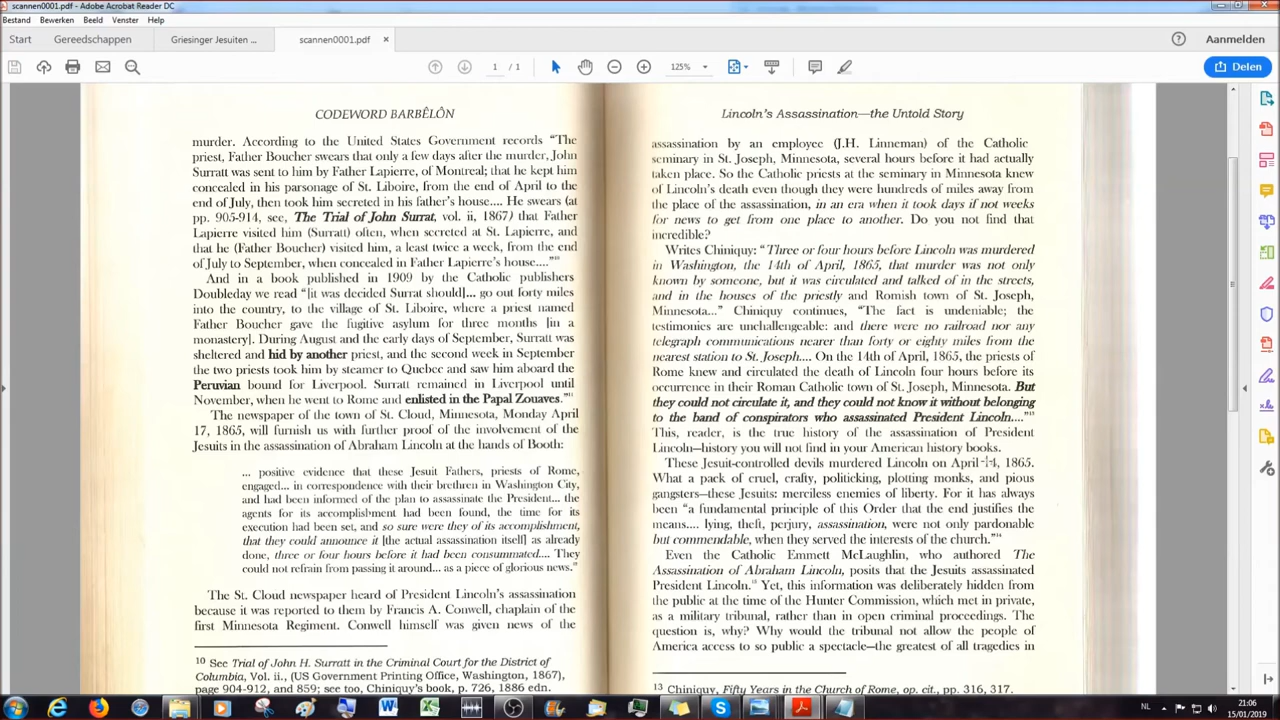 scannen0001.pdf - Adobe Acrobat Reader DC
Bestand Bewerken Beeld Venster Help
Start Gereedschappen Griesinger Jesuiten ... scannen0001.pdf × Aanmelden
1 / 1 125% Delen
CODEWORD BARBÊLÔN
murder. According to the United States Government records “The
priest, Father Boucher swears that only a few days after the murder, John
Surratt was sent to him by Father Lapierre, of Montreal; that he kept him
concealed in his parsonage of St. Liboire, from the end of April to the
end of July, then took him secreted in his father’s house.... He swears (at
pp. 905-914, see, The Trial of John Surrat, vol. ii, 1867) that Father
Lapierre visited him (Surratt) often, when secreted at St. Lapierre, and
that he (Father Boucher) visited him, a least twice a week, from the end
of July to September, when concealed in Father Lapierre’s house....”
And in a book published in 1909 by the Catholic publishers
Doubleday we read “[it was decided Surrat should]... go out forty miles
into the country, to the village of St. Liboire, where a priest named
Father Boucher gave the fugitive asylum for three months [in a
monastery]. During August and the early days of September, Surratt was
sheltered and hid by another priest, and the second week in September
the two priests took him by steamer to Quebec and saw him aboard the
Peruvian bound for Liverpool. Surratt remained in Liverpool until
November, when he went to Rome and enlisted in the Papal Zouaves.”
The newspaper of the town of St. Cloud, Minnesota, Monday April
17, 1865, will furnish us with further proof of the involvement of the
Jesuits in the assassination of Abraham Lincoln at the hands of Booth:
... positive evidence that these Jesuit Fathers, priests of Rome,
engaged... in correspondence with their brethren in Washington City,
and had been informed of the plan to assassinate the President... the
agents for its accomplishment had been found, the time for its
execution had been set, and so sure were they of its accomplishment,
that they could announce it [the actual assassination itself] as already
done, three or four hours before it had been consummated.... They
could not refrain from passing it around... as a piece of glorious news.”
The St. Cloud newspaper heard of President Lincoln’s assassination
because it was reported to them by Francis A. Conwell, chaplain of the
first Minnesota Regiment. Conwell himself was given news of the
10 See Trial of John H. Surratt in the Criminal Court for the District of
Columbia, Vol. ii., (US Government Printing Office, Washington, 1867),
page 904-912, and 859; see too, Chiniquy’s book, p. 726, 1886 edn.
Lincoln’s Assassination—the Untold Story
assassination by an employee (J.H. Linneman) of the Catholic
seminary in St. Joseph, Minnesota, several hours before it had actually
taken place. So the Catholic priests at the seminary in Minnesota knew
of Lincoln’s death even though they were hundreds of miles away from
the place of the assassination, in an era when it took days if not weeks
for news to get from one place to another. Do you not find that
incredible?
Writes Chiniquy: “Three or four hours before Lincoln was murdered
in Washington, the 14th of April, 1865, that murder was not only
known by someone, but it was circulated and talked of in the streets,
and in the houses of the priestly and Romish town of St. Joseph,
Minnesota...” Chiniquy continues, “The fact is undeniable; the
testimonies are unchallengeable: and there were no railroad nor any
telegraph communications nearer than forty or eighty miles from the
nearest station to St. Joseph.... On the 14th of April, 1865, the priests of
Rome knew and circulated the death of Lincoln four hours before its
occurrence in their Roman Catholic town of St. Joseph, Minnesota. But
they could not circulate it, and they could not know it without belonging
to the band of conspirators who assassinated President Lincoln....”13
This, reader, is the true history of the assassination of President
Lincoln—history you will not find in your American history books.
These Jesuit-controlled devils murdered Lincoln on April 14, 1865.
What a pack of cruel, crafty, politicking, plotting monks, and pious
gangsters—these Jesuits: merciless enemies of liberty. For it has always
been “a fundamental principle of this Order that the end justifies the
means.... lying, theft, perjury, assassination, were not only pardonable
but commendable, when they served the interests of the church.”14
Even the Catholic Emmett McLaughlin, who authored The
Assassination of Abraham Lincoln, posits that the Jesuits assassinated
President Lincoln. Yet, this information was deliberately hidden from
the public at the time of the Hunter Commission, which met in private,
as a military tribunal, rather than in open criminal proceedings. The
question is, why? Why would the tribunal not allow the people of
America access to so public a spectacle—the greatest of all tragedies in
13 Chiniquy, Fifty Years in the Church of Rome, op. cit., pp. 316, 317.
NL 21:06
15/01/2019